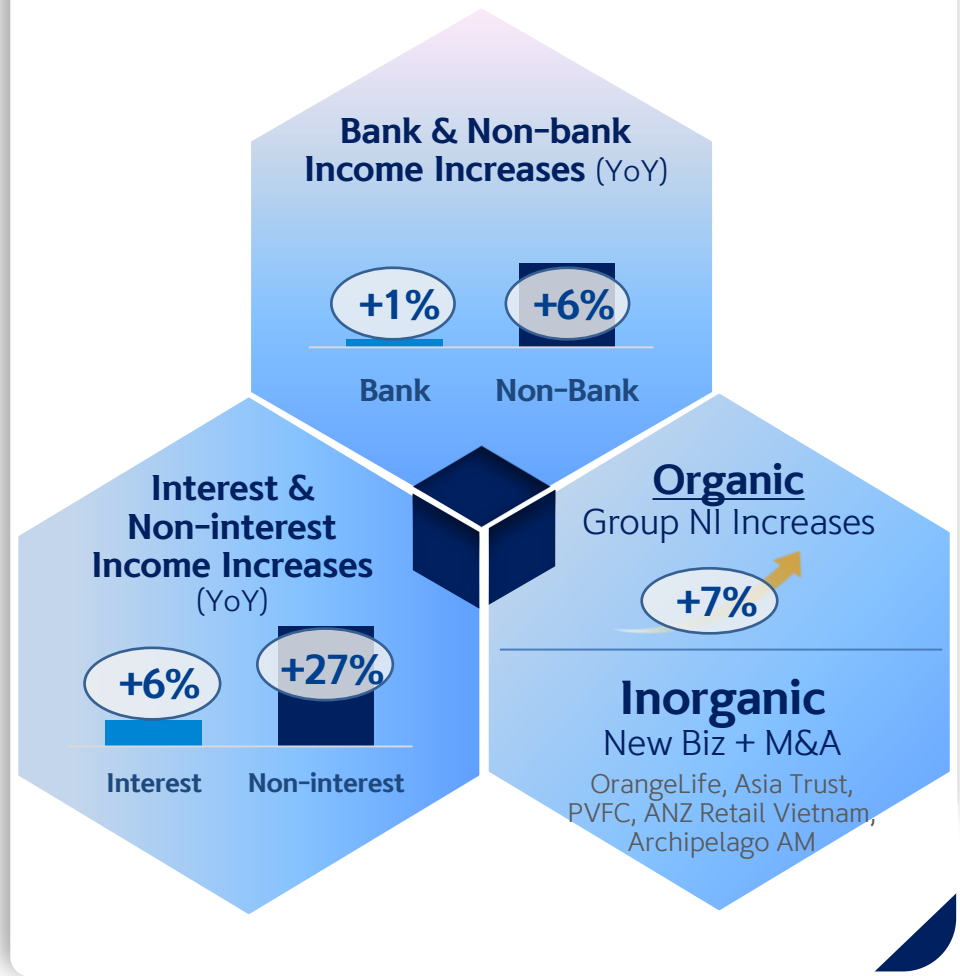 Bank & Non-bank
Income Increases (YoY)
+1%
+6%
Bank
Non-Bank
Interest &
Non-interest
Income Increases
(YoY)
+6%
+27%
Interest
Non-interest
Organic
Group NI Increases
+7%
Inorganic
New Biz + M&A
OrangeLife, Asia Trust,
PVFC, ANZ Retail Vietnam,
Archipelago AM